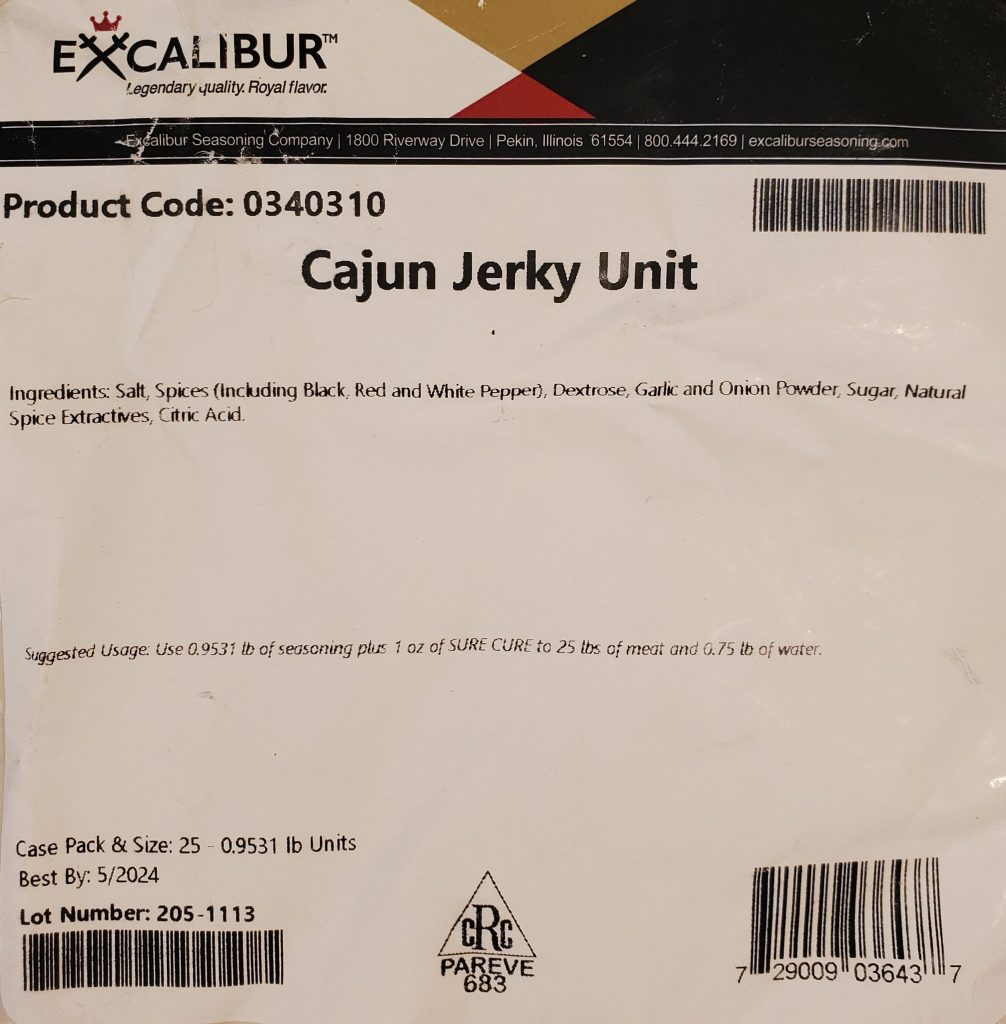 EXCALIBUR™
Legendary quality. Royal flavor.
Excalibur Seasoning Company | 1800 Riverway Drive | Pekin, Illinois 61554 | 800.444.2169 | excaliburseasoning.com
Product Code: 0340310
Cajun Jerky Unit
Ingredients: Salt, Spices (Including Black, Red and White Pepper), Dextrose, Garlic and Onion Powder, Sugar, Natural
Spice Extractives, Citric Acid.
Suggested Usage: Use 0.9531 lb of seasoning plus 1 oz of SURE CURE to 25 lbs of meat and 0.75 lb of water.
Case Pack & Size: 25 - 0.9531 lb Units
Best By: 5/2024
Lot Number: 205-1113
cRc
PAREVE
683
7 29009 03643 7